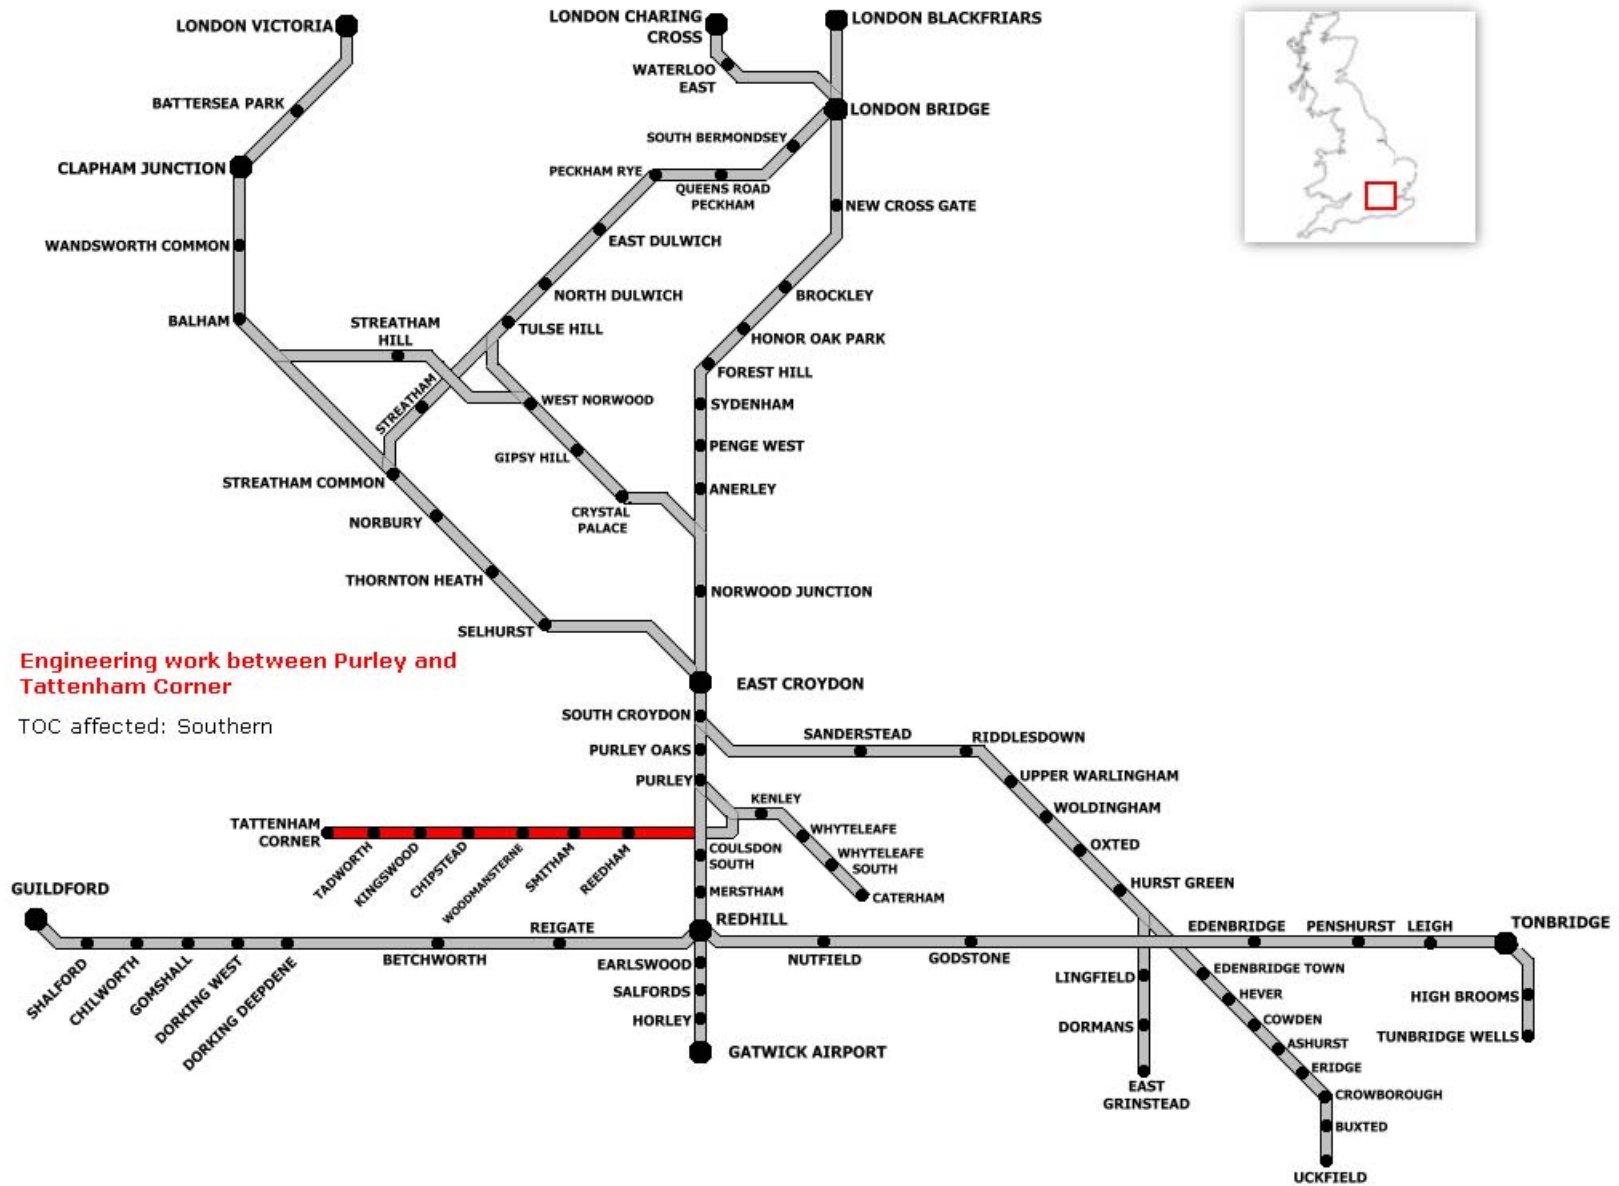 LONDON VICTORIA
LONDON CHARING
CROSS
LONDON BLACKFRIARS
WATERLOO
EAST
BATTERSEA PARK
LONDON BRIDGE
SOUTH BERMONDSEY
CLAPHAM JUNCTION
PECKHAM RYE
QUEENS ROAD
PECKHAM
NEW CROSS GATE
WANDSWORTH COMMON
EAST DULWICH
NORTH DULWICH
BROCKLEY
BALHAM
STREATHAM
HILL
TULSE HILL
HONOR OAK PARK
FOREST HILL
STREATHAM
WEST NORWOOD
SYDENHAM
GIPSY HILL
PENGE WEST
STREATHAM COMMON
ANERLEY
CRYSTAL
PALACE
NORBURY
THORNTON HEATH
NORWOOD JUNCTION
SELHURST
Engineering work between Purley and
Tattenham Corner
TOC affected: Southern
EAST CROYDON
SOUTH CROYDON
SANDERSTEAD
RIDDLESDOWN
PURLEY OAKS
PURLEY
UPPER WARLINGHAM
KENLEY
WOLDINGHAM
TATTENHAM
CORNER
WHYTELEAFE
OXTED
TADWORTH
KINGSWOOD
CHIPSTEAD
WOODMANSTERNE
SMITHAM
REEDHAM
COULSDON
SOUTH
WHYTELEAFE
SOUTH
HURST GREEN
GUILDFORD
MERSTHAM
CATERHAM
REDHILL
REIGATE
EDENBRIDGE
PENSHURST
LEIGH
TONBRIDGE
SHALFORD
CHILWORTH
GOMSHALL
DORKING WEST
DORKING DEEPDENE
BETCHWORTH
EARLSWOOD
NUTFIELD
GODSTONE
LINGFIELD
EDENBRIDGE TOWN
SALFORDS
HEVER
HIGH BROOMS
HORLEY
DORMANS
COWDEN
TUNBRIDGE WELLS
GATWICK AIRPORT
ASHURST
ERIDGE
EAST
GRINSTEAD
CROWBOROUGH
BUXTED
UCKFIELD